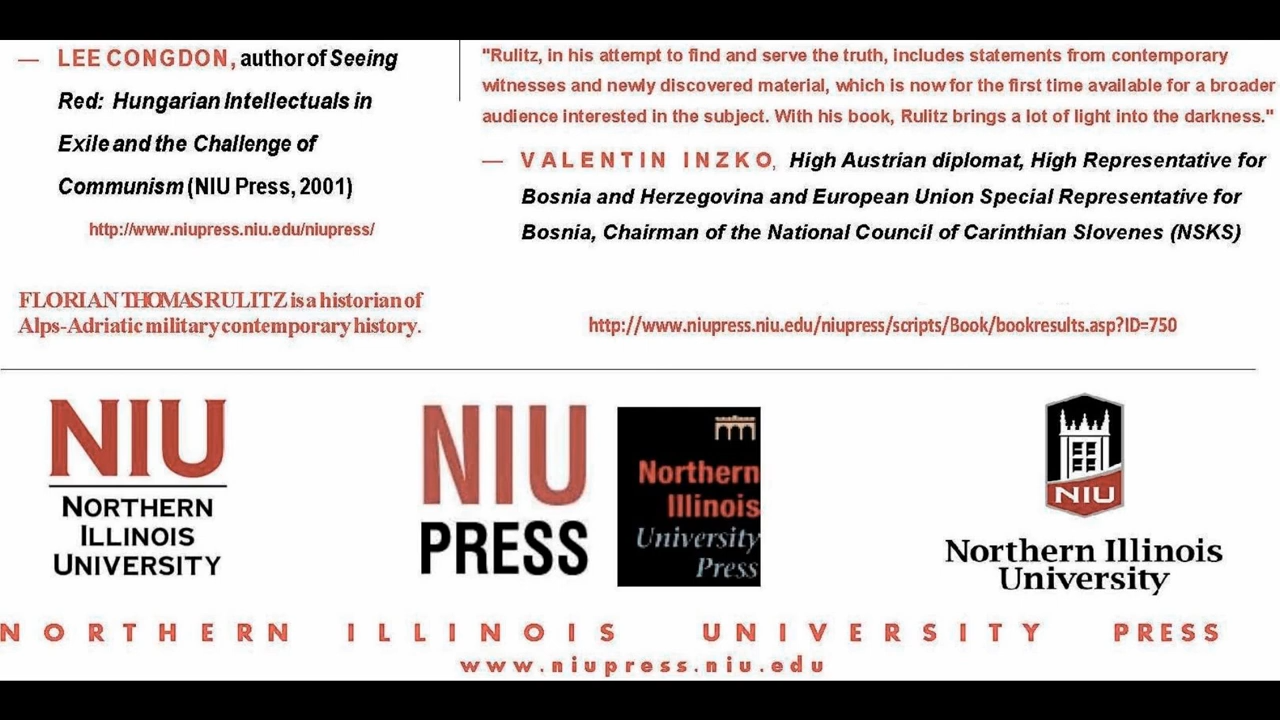 — LEE CONGDON, author of Seeing
Red: Hungarian Intellectuals in
Exile and the Challenge of
Communism (NIU Press, 2001)
http://www.niupress.niu.edu/niupress/
FLORIAN THOMAS RULITZ is a historian of
Alps-Adriatic military contemporary history.
"Rulitz, in his attempt to find and serve the truth, includes statements from contemporary
witnesses and newly discovered material, which is now for the first time available for a broader
audience interested in the subject. With his book, Rulitz brings a lot of light into the darkness."
— VALENTIN INZKO, High Austrian diplomat, High Representative for
Bosnia and Herzegovina and European Union Special Representative for
Bosnia, Chairman of the National Council of Carinthian Slovenes (NSKS)
http://www.niupress.niu.edu/niupress/scripts/Book/bookresults.asp?ID=750
NIU
NORTHERN
ILLINOIS
UNIVERSITY
NIU
PRESS
Northern
Illinois
University
Press
NIU
Northern Illinois
University
NORTHERN ILLINOIS UNIVERSITY PRESS
www.niupress.niu.edu